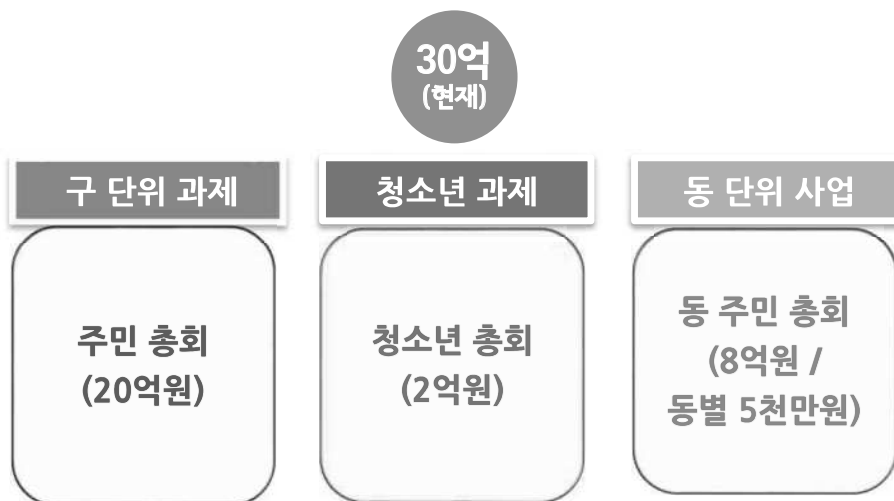 30억
(현재)
구 단위 과제
청소년 과제
동 단위 사업
주민 총회
(20억원)
청소년 총회
(2억원)
동 주민 총회
(8억원 /
동별 5천만원)